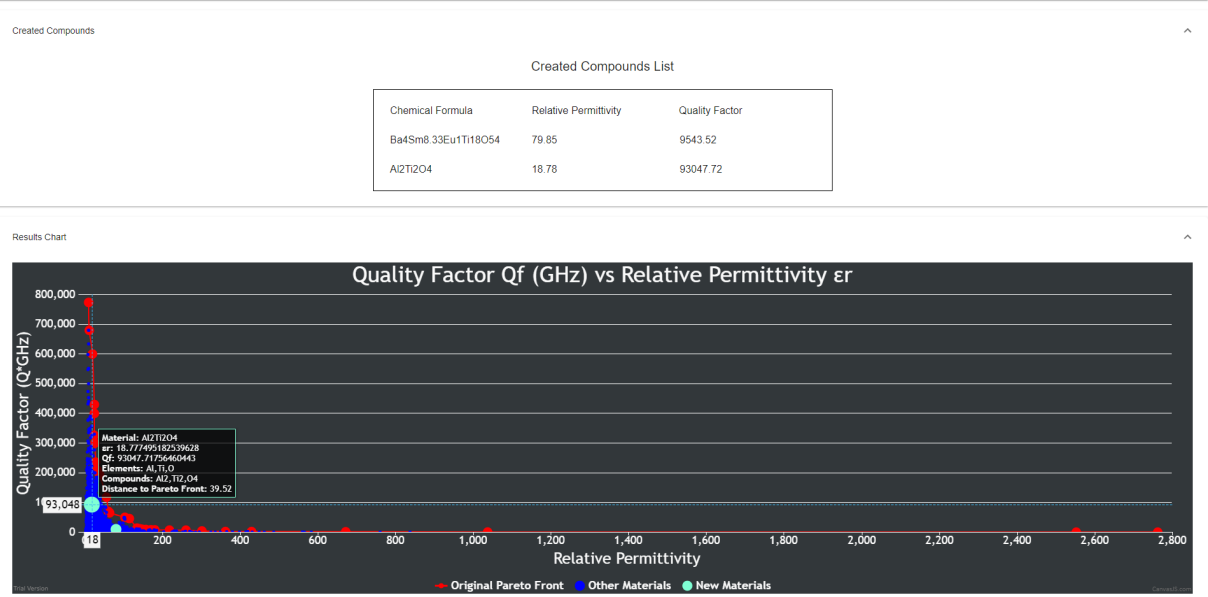 Created Compounds
Created Compounds List
Chemical Formula Relative Permittivity Quality Factor
Ba4Sm8.33Eu1Ti18O54 79.85 9543.52
Al2Ti2O4 18.78 93047.72
Results Chart
Quality Factor Qf (GHz) vs Relative Permittivity εr
Quality Factor (Q*GHz)
800,000
700,000
600,000
500,000
400,000
300,000
200,000
93,048
0
Material: Al2Ti2O4
εr: 18.777495182539628
Qf: 93047.71756460443
Elements: Al,Ti,O
Compounds: Al2,Ti2,O4
Distance to Pareto Front: 39.52
18 200 400 600 800 1,000 1,200 1,400 1,600 1,800 2,000 2,200 2,400 2,600 2,800
Relative Permittivity
Original Pareto Front Other Materials New Materials
Trial Version CanvasJS.com